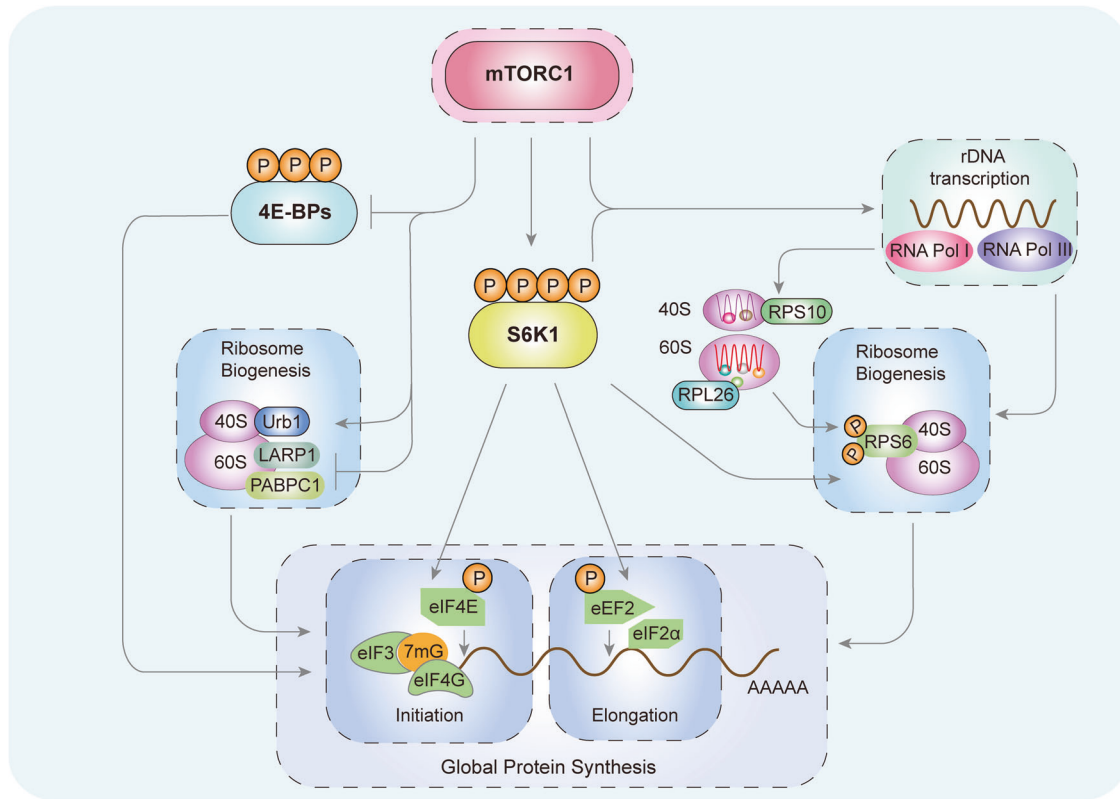 mTORC1
P P P
4E-BPs
rDNA
transcription
RNA Pol I
RNA Pol III
P P P P
S6K1
40S
RPS10
60S
RPL26
Ribosome
Biogenesis
40S
Urb1
60S
LARP1
PABPC1
Ribosome
Biogenesis
P
P
RPS6
40S
60S
P
eIF4E
eIF3
7mG
eIF4G
Initiation
P
eEF2
eIF2α
Elongation
AAAAA
Global Protein Synthesis